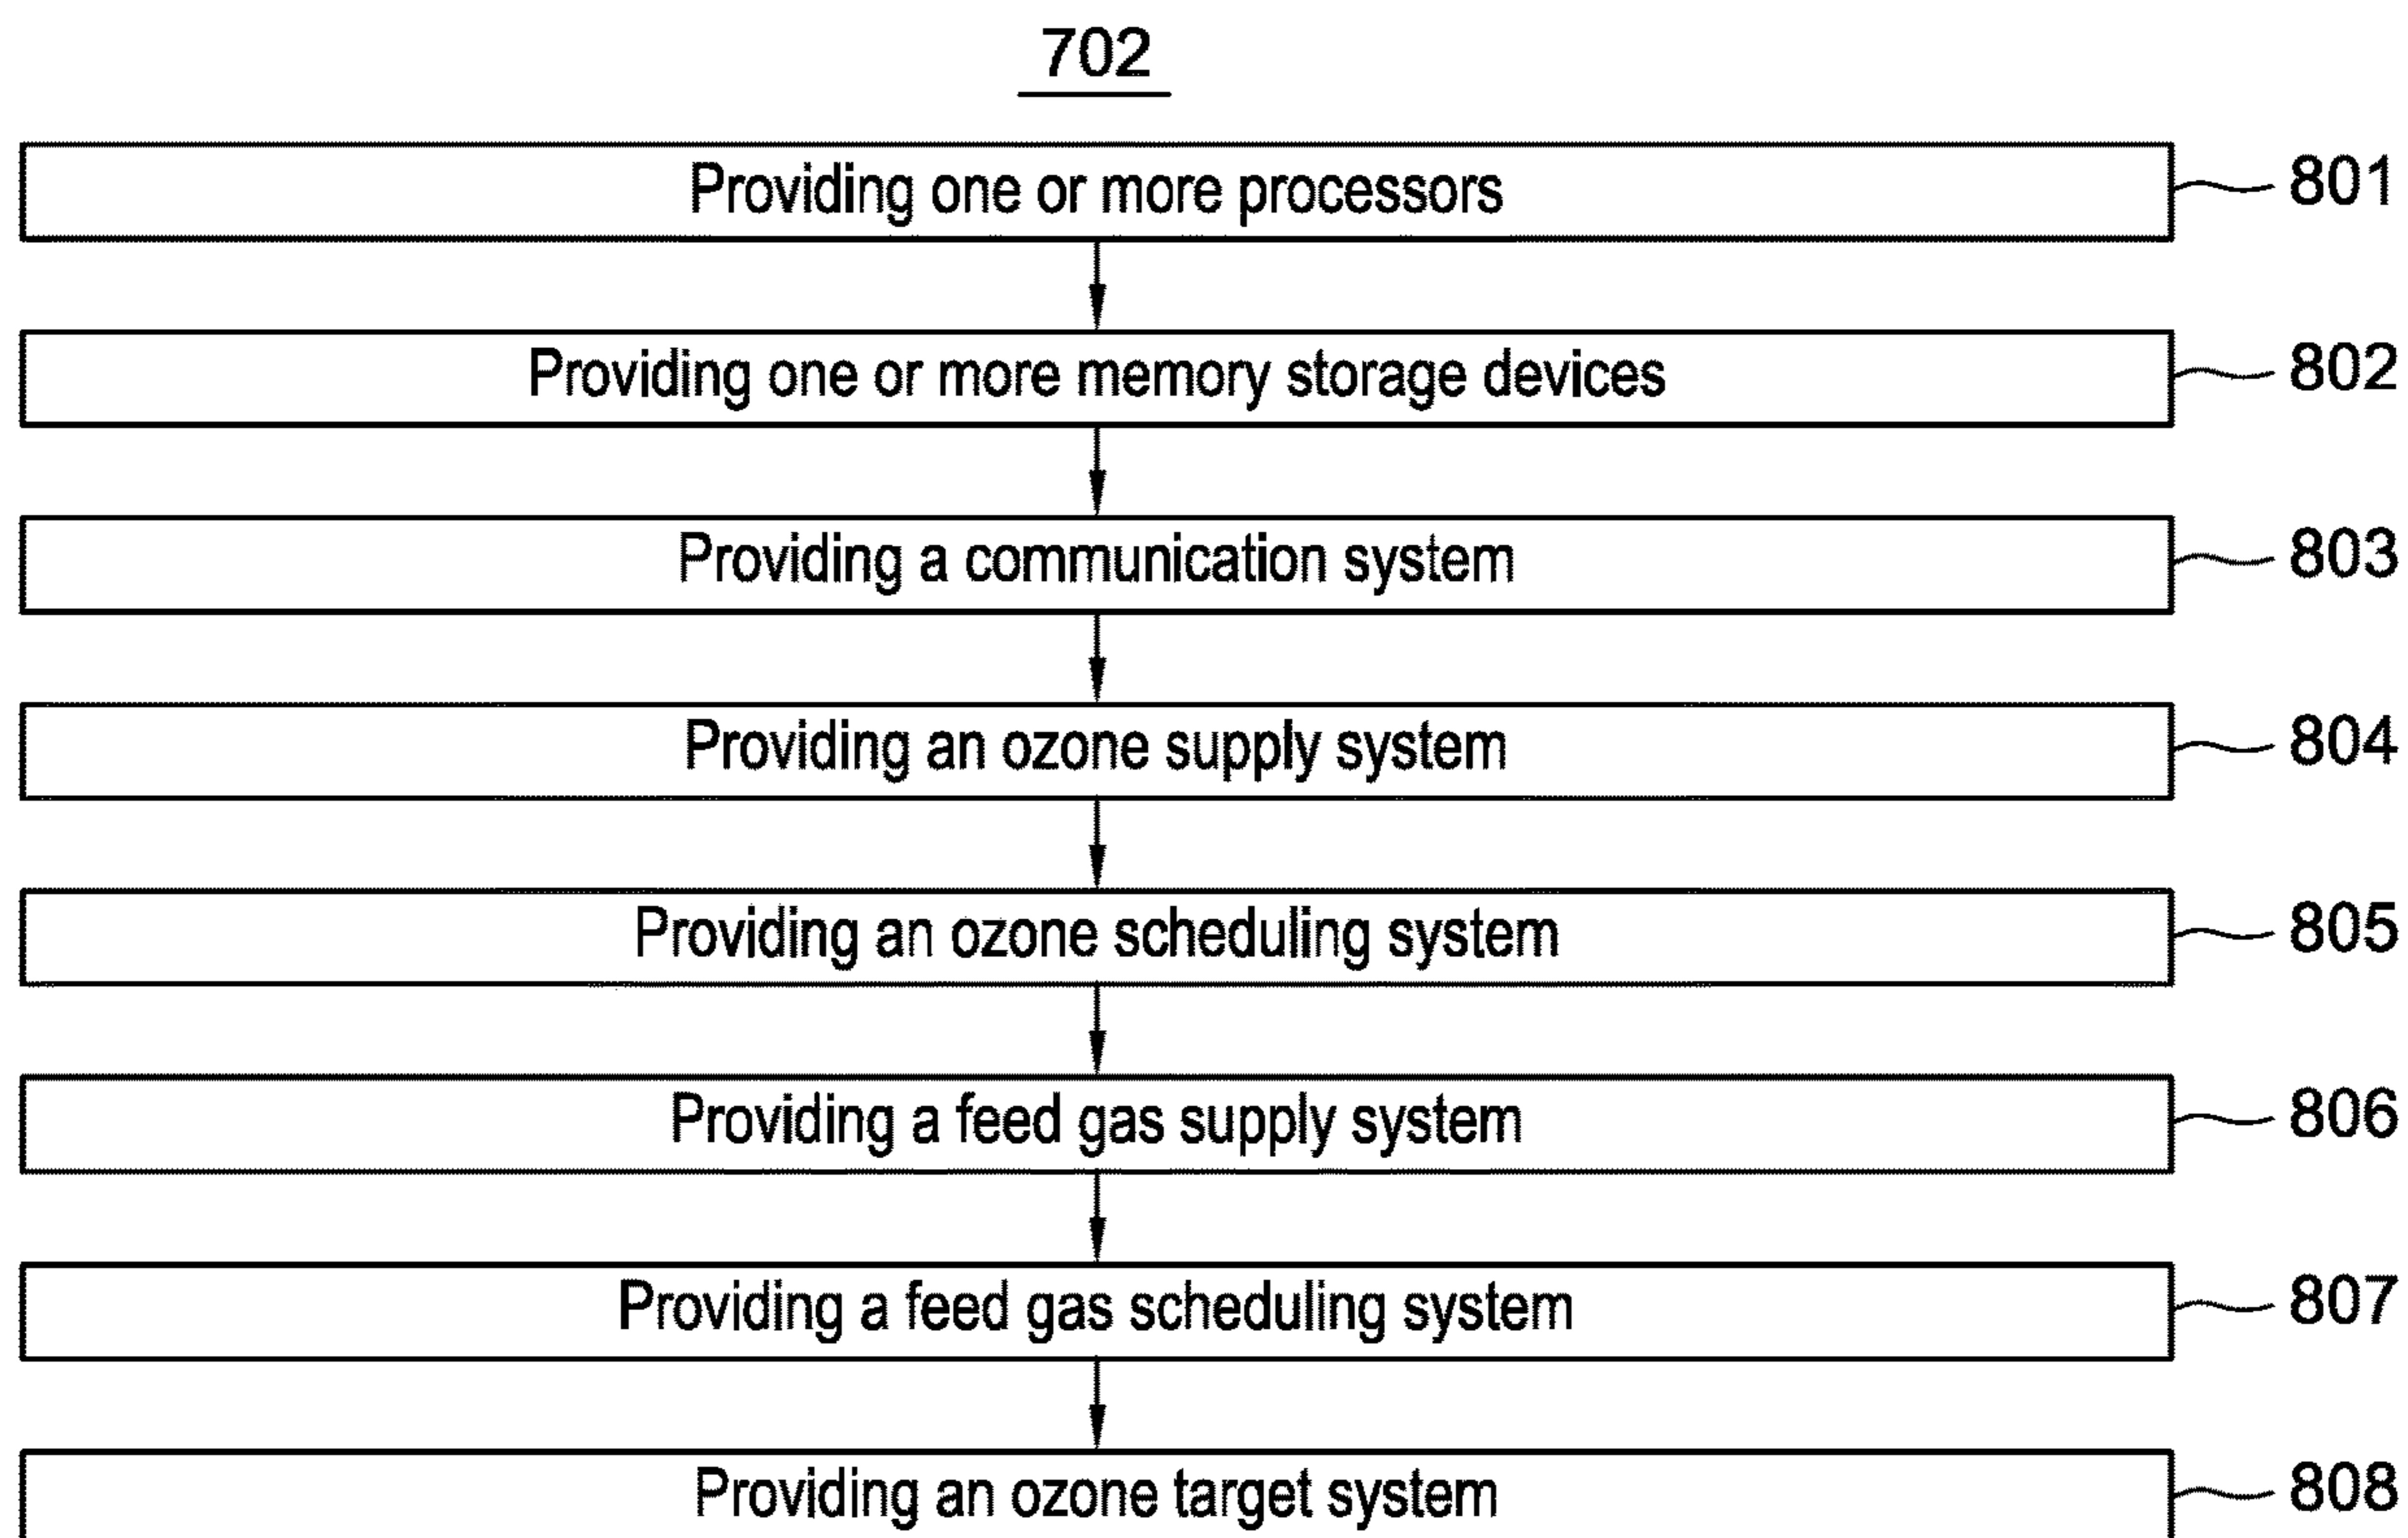 702
Providing one or more processors 801
Providing one or more memory storage devices 802
Providing a communication system 803
Providing an ozone supply system 804
Providing an ozone scheduling system 805
Providing a feed gas supply system 806
Providing a feed gas scheduling system 807
Providing an ozone target system 808